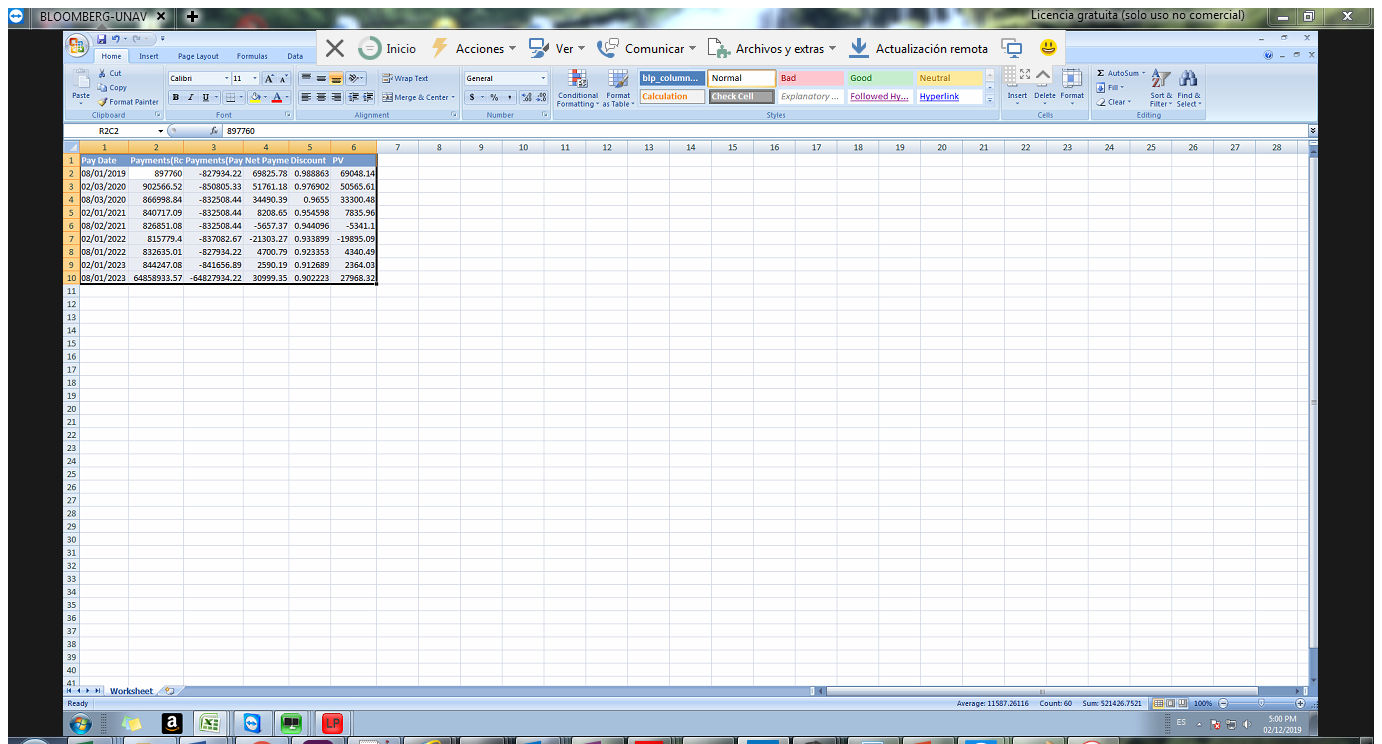 BLOOMBERG-UNAV
Licencia gratuita (solo uso no comercial)
Inicio Acciones Ver Comunicar Archivos y extras Actualización remota
Home Insert Page Layout Formulas Data
Paste Cut Copy Format Painter
Calibri 11
B I U
Wrap Text
Merge & Center
General
$ % ,
Conditional Formatting Format as Table
blp_column... Normal Bad Good Neutral
Calculation Check Cell Explanatory ... Followed Hy... Hyperlink
Insert Delete Format
Σ AutoSum Fill Clear
Sort & Filter Find & Select
Clipboard Font Alignment Number Styles Cells Editing
R2C2 fx 897760
1 2 3 4 5 6 7 8 9 10 11 12 13 14 15 16 17 18 19 20 21 22 23 24 25 26 27 28
1 Pay Date Payments(Rc Payments(Pay Net Payme Discount PV
2 08/01/2019 897760 -827934.22 69825.78 0.988863 69048.14
3 02/03/2020 902566.52 -850805.33 51761.18 0.976902 50565.61
4 08/03/2020 866998.84 -832508.44 34490.39 0.9655 33300.48
5 02/01/2021 840717.09 -832508.44 8208.65 0.954598 7835.96
6 08/02/2021 826851.08 -832508.44 -5657.37 0.944096 -5341.1
7 02/01/2022 815779.4 -837082.67 -21303.27 0.933899 -19895.09
8 08/01/2022 832635.01 -827934.22 4700.79 0.923353 4340.49
9 02/01/2023 844247.08 -841656.89 2590.19 0.912689 2364.03
10 08/01/2023 64858933.57 -64827934.22 30999.35 0.902223 27968.32
11
12
13
14
15
16
17
18
19
20
21
22
23
24
25
26
27
28
29
30
31
32
33
34
35
36
37
38
39
40
41
Worksheet
Ready
Average: 11587.26116 Count: 60 Sum: 521426.7521 100%
a LP
ES
5:00 PM
02/12/2019